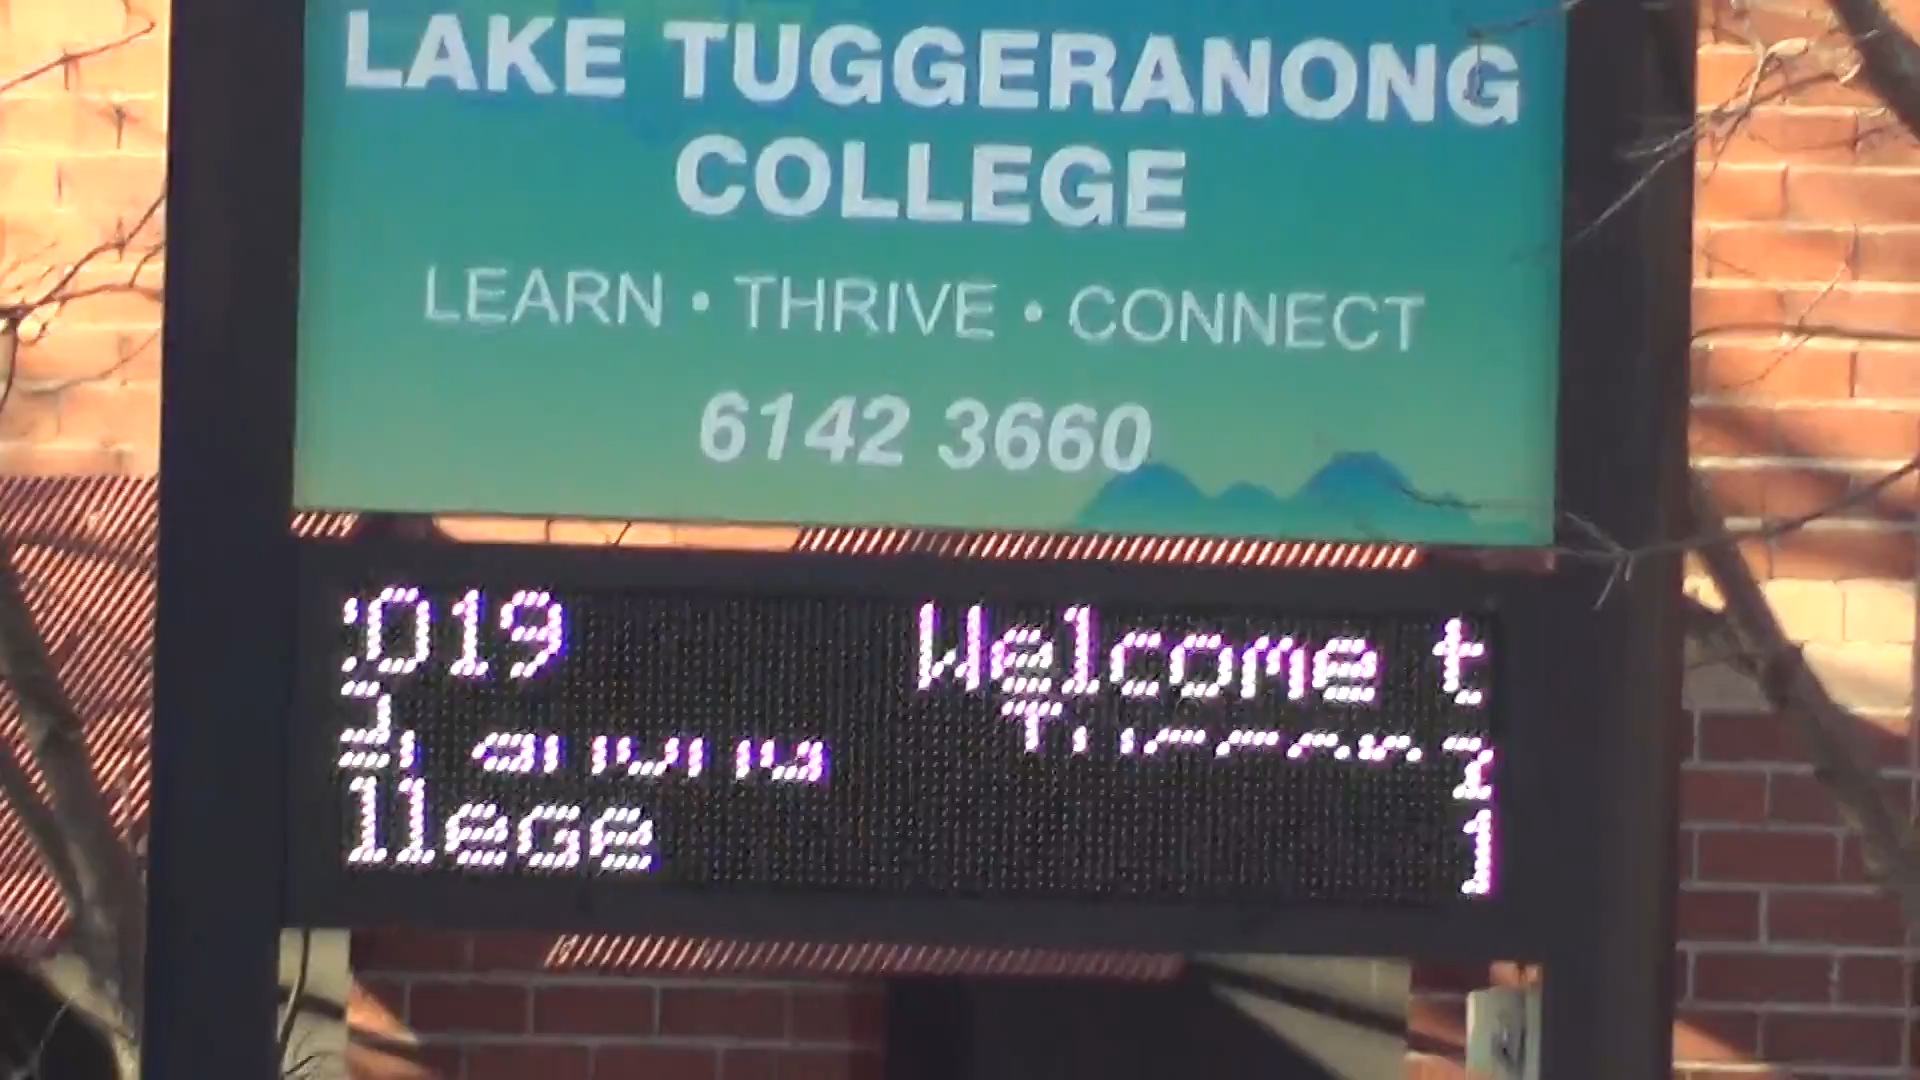 LAKE TUGGERANONG
COLLEGE
LEARN • THRIVE • CONNECT
6142 3660
019 Welcome t
llege